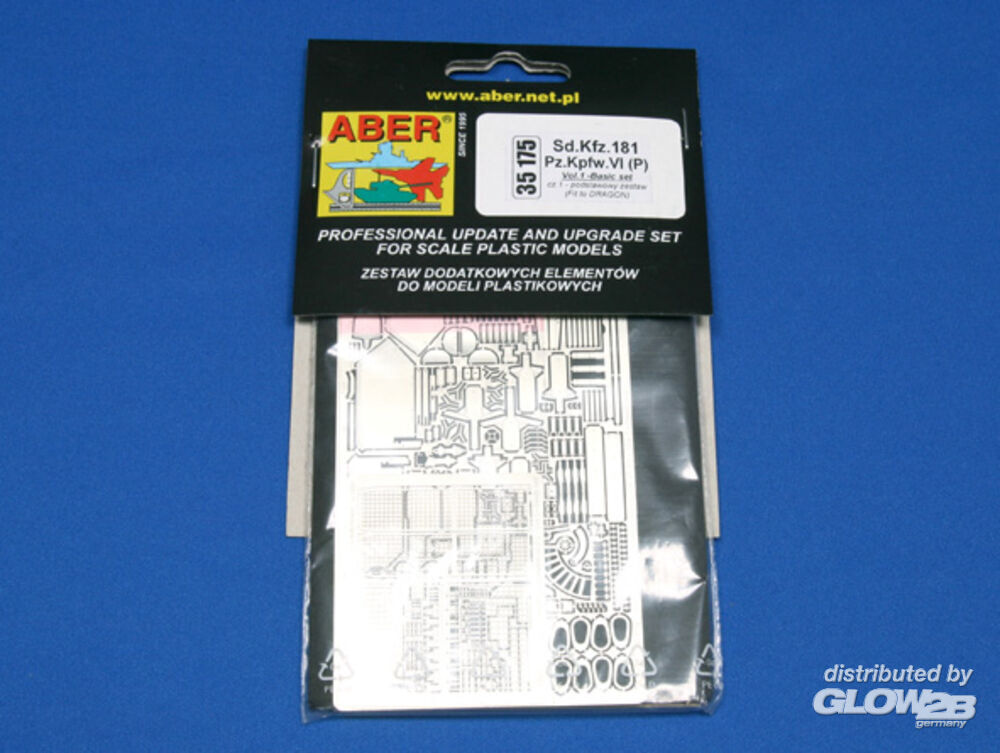 www.aber.net.pl
ABER®
SINCE 1995
35 175
Sd.Kfz.181
Pz.Kpfw.VI (P)
Vol.1 -Basic set
cz.1 - podstawowy zestaw
(Fit to DRAGON)
PROFESSIONAL UPDATE AND UPGRADE SET
FOR SCALE PLASTIC MODELS
ZESTAW DODATKOWYCH ELEMENTÓW
DO MODELI PLASTIKOWYCH
distributed by
GLOW2B
germany